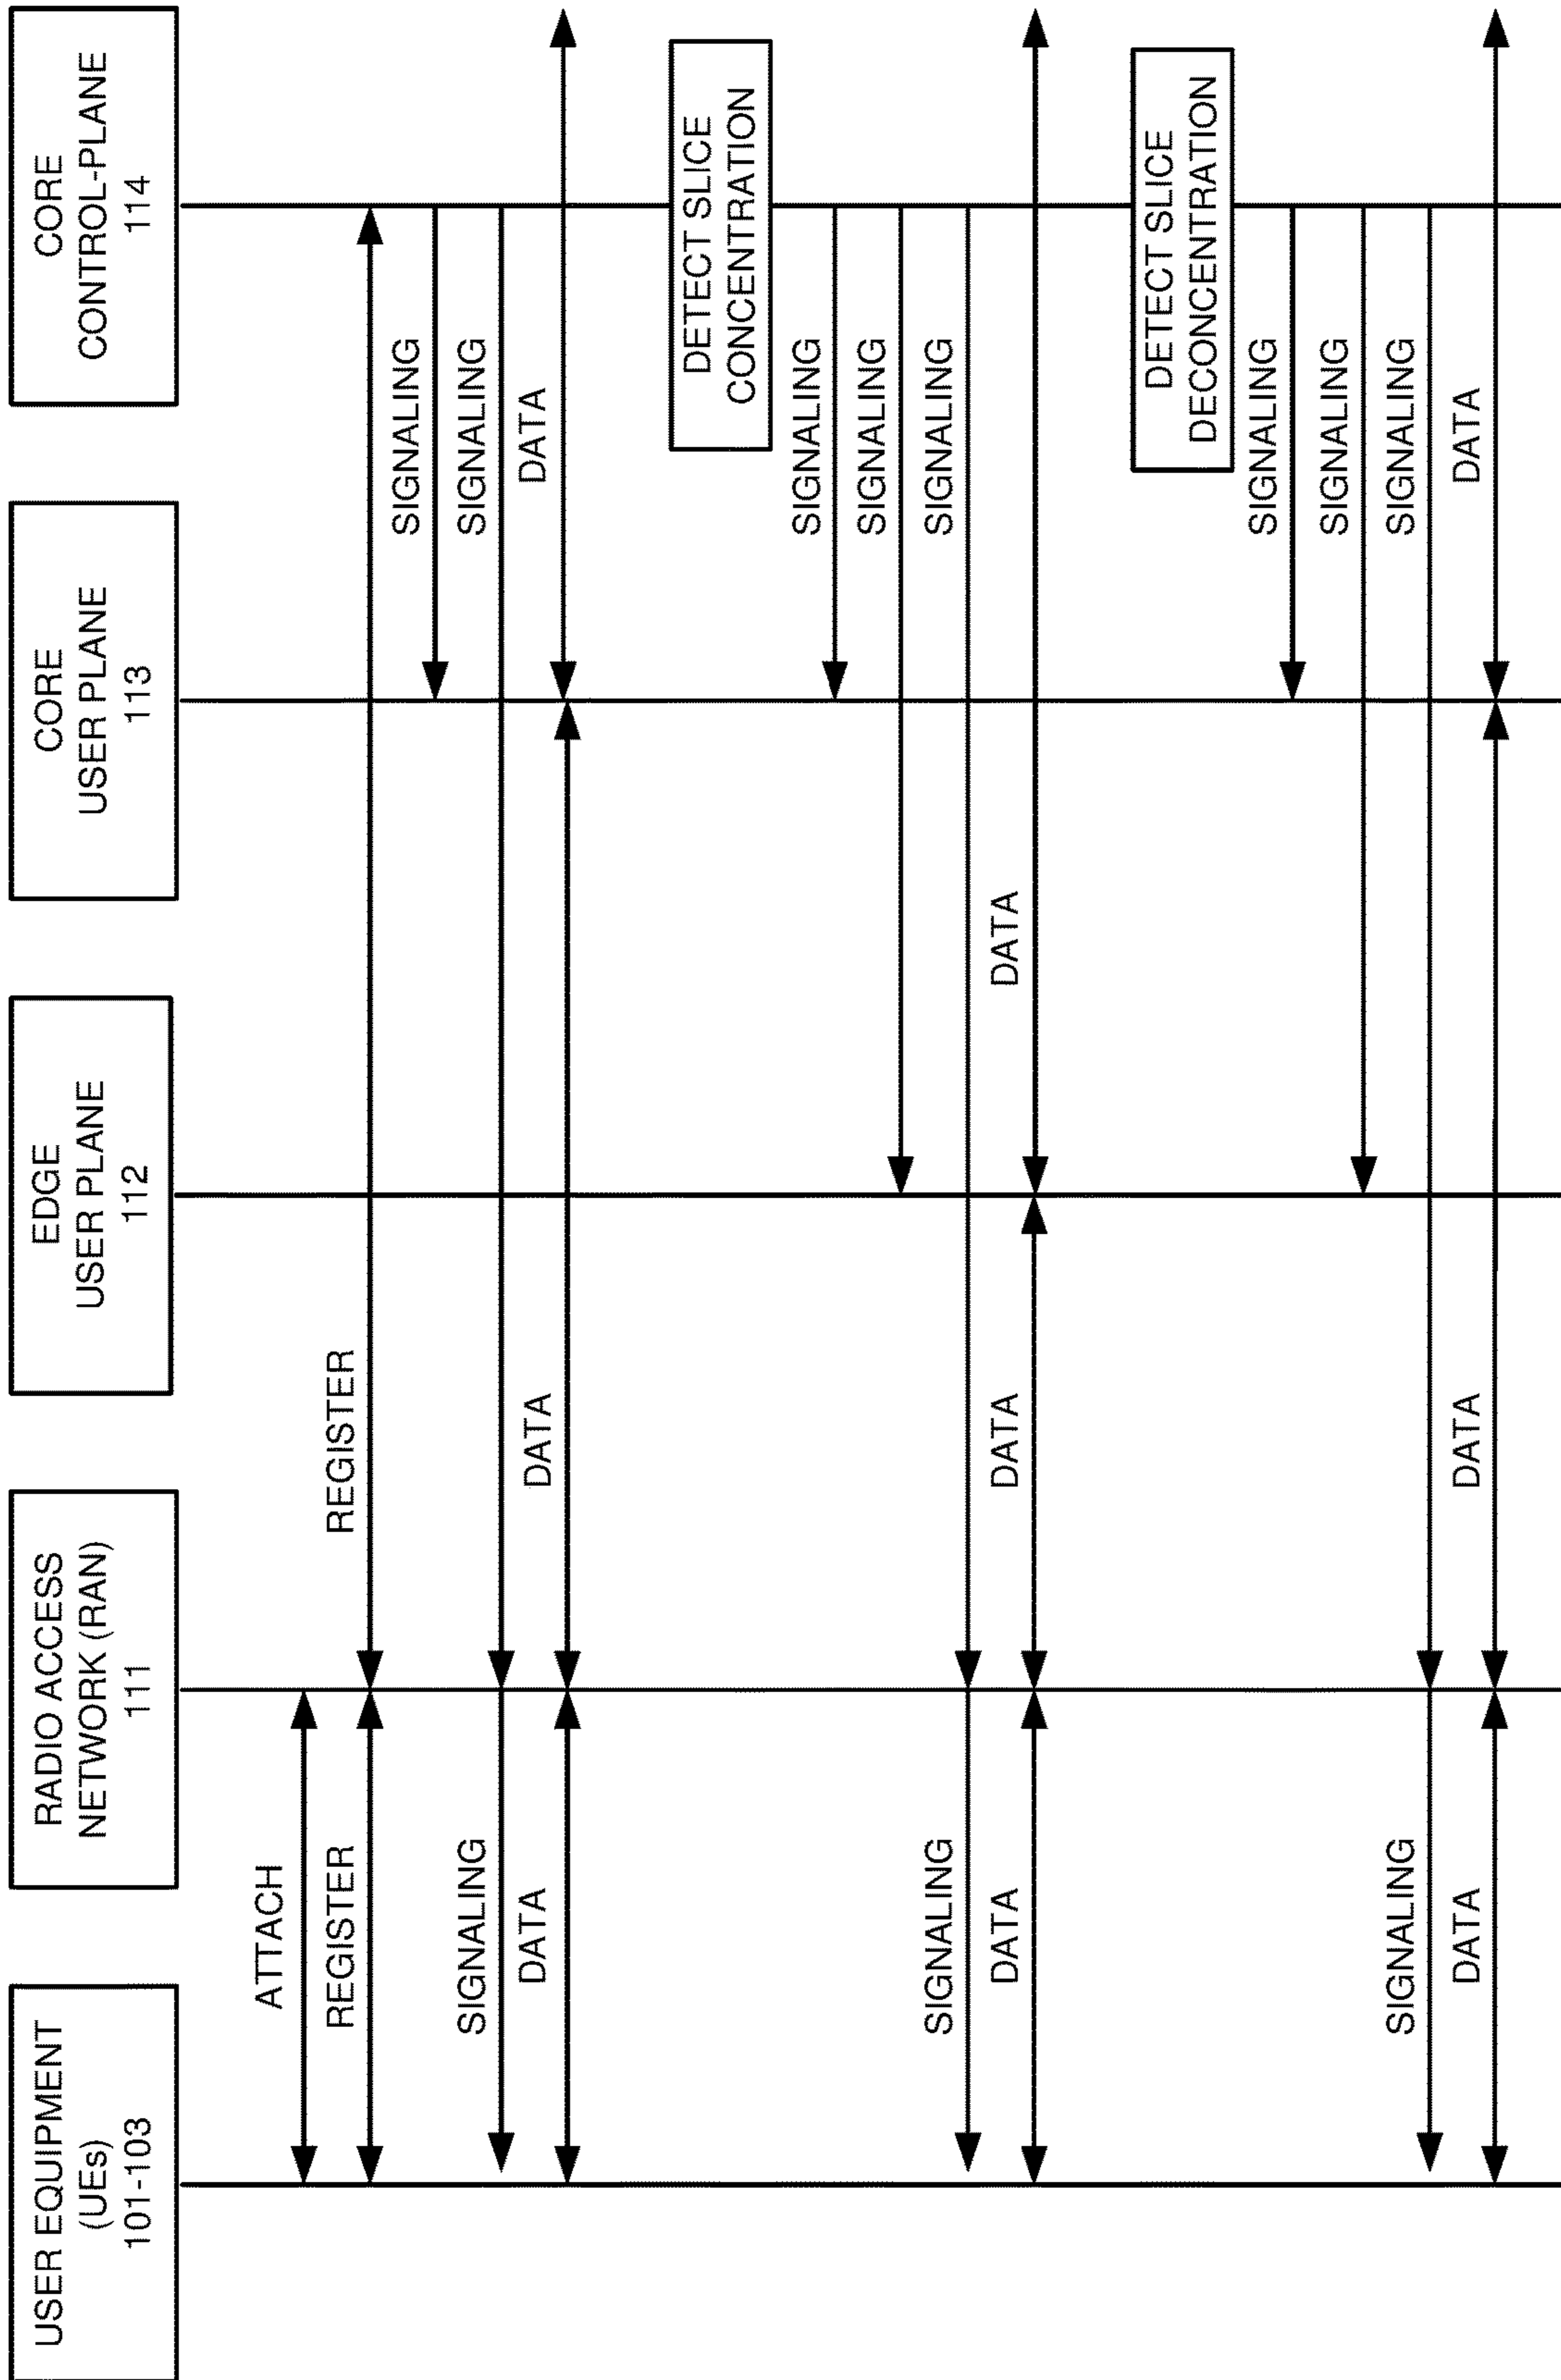 USER EQUIPMENT
(UEs)
101-103
RADIO ACCESS
NETWORK (RAN)
111
EDGE
USER PLANE
112
CORE
USER PLANE
113
CORE
CONTROL-PLANE
114
ATTACH
REGISTER
REGISTER
SIGNALING
SIGNALING
SIGNALING
DATA
DATA
DATA
DETECT SLICE
CONCENTRATION
SIGNALING
SIGNALING
SIGNALING
SIGNALING
DATA
DATA
DATA
DETECT SLICE
DECONCENTRATION
SIGNALING
SIGNALING
SIGNALING
SIGNALING
DATA
DATA
DATA